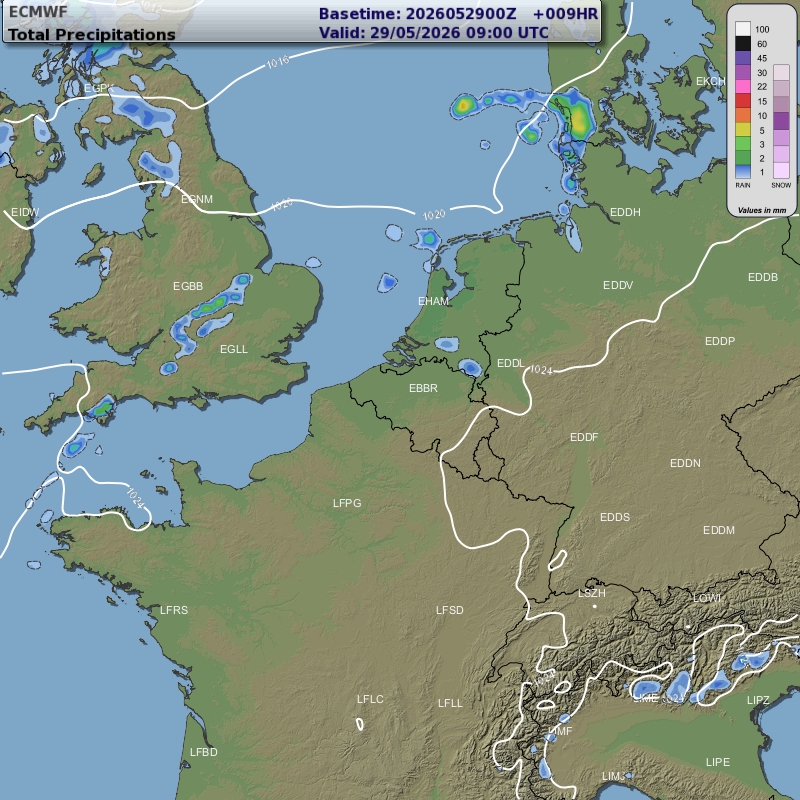 ECMWF
Basetime: 2026052900Z +009HR
Total Precipitations
Valid: 29/05/2026 09:00 UTC
100
60
45
30
22
15
10
5
3
2
1
RAIN SNOW
Values in mm
1016
EKCH
EIDW
EGNM
1020
1020
EDDH
EGBB
EHAM
EDDV
EDDB
EGLL
EDDL
1024
EDDP
EBBR
EDDF
EDDN
1024
LFPG
EDDS
EDDM
LFRS
LFSD
LSZH
LOWI
LFLC
LFLL
LIME
1024
LIPZ
LFBD
LIMF
LIPE
LIMJ